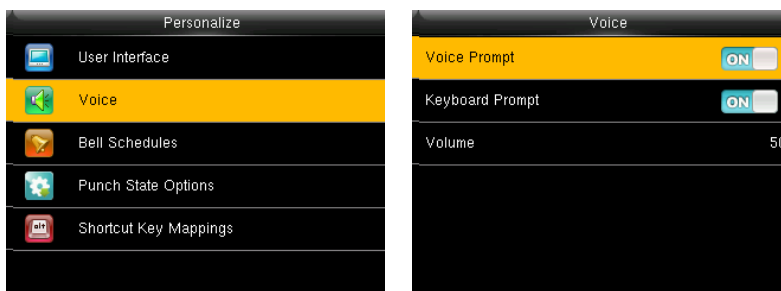 Personalize
User Interface
Voice
Bell Schedules
Punch State Options
alt
Shortcut Key Mappings
Voice
Voice Prompt ON
Keyboard Prompt ON
Volume